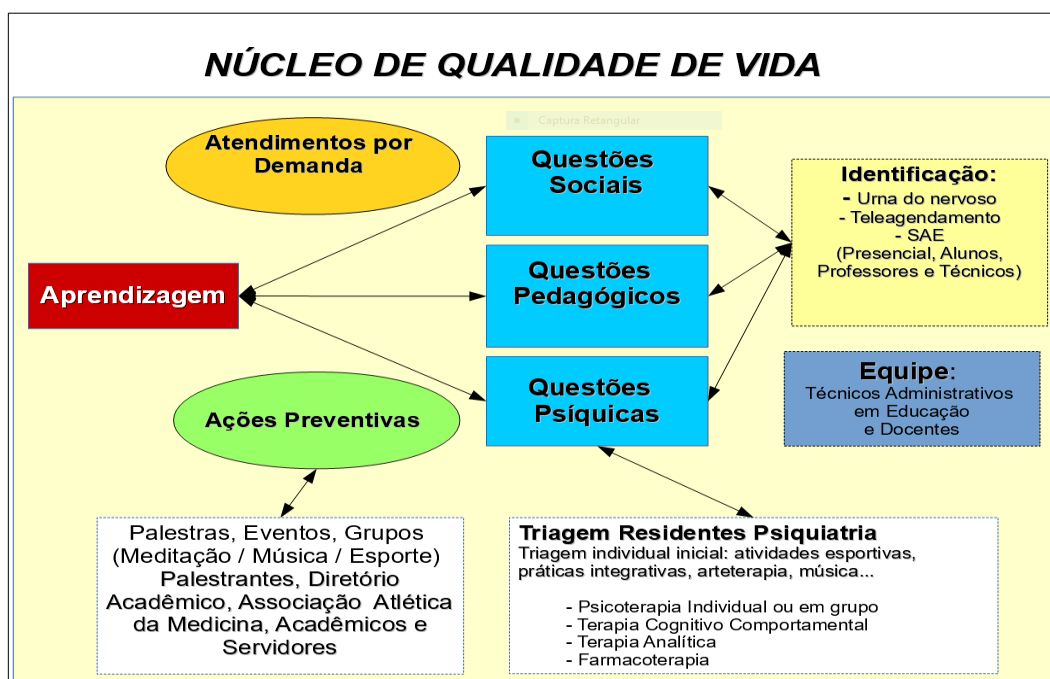 NÚCLEO DE QUALIDADE DE VIDA
Captura Retangular
Atendimentos por
Demanda
Questões
Sociais
Identificação:
- Urna do nervoso
- Teleagendamento
- SAE
(Presencial, Alunos,
Professores e Técnicos)
Aprendizagem
Questões
Pedagógicos
Questões
Psíquicas
Equipe:
Técnicos Administrativos
em Educação
e Docentes
Ações Preventivas
Palestras, Eventos, Grupos
(Meditação / Música / Esporte)
Palestrantes, Diretório
Acadêmico, Associação Atlética
da Medicina, Acadêmicos e
Servidores
Triagem Residentes Psiquiatria
Triagem individual inicial: atividades esportivas,
práticas integrativas, arteterapia, música...
- Psicoterapia Individual ou em grupo
- Terapia Cognitivo Comportamental
- Terapia Analítica
- Farmacoterapia